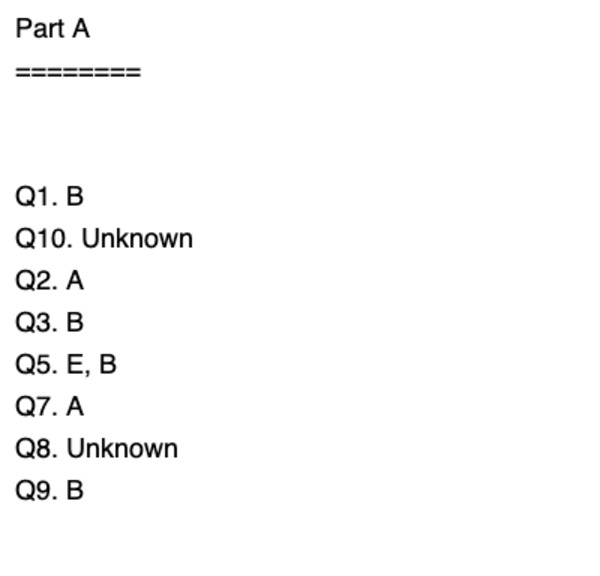 Part A
========
Q1. B
Q10. Unknown
Q2. A
Q3. B
Q5. E, B
Q7. A
Q8. Unknown
Q9. B